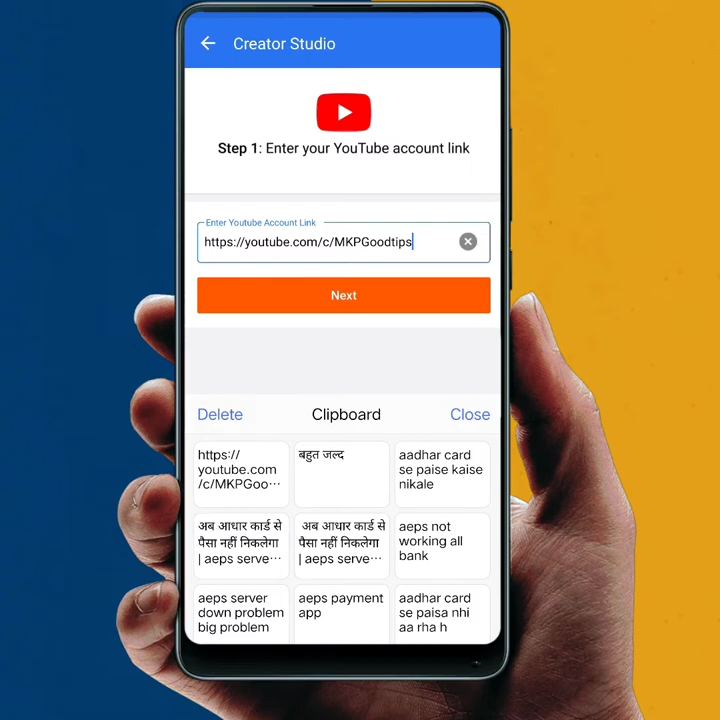 Creator Studio
Step 1: Enter your YouTube account link
Enter Youtube Account Link
https://youtube.com/c/MKPGoodtips
Next
Delete Clipboard Close
https://
youtube.com
/c/MKPGoo···
बहुत जल्द
aadhar card
se paise kaise
nikale
अब आधार कार्ड से
पैसा नहीं निकलेगा
| aeps serve···
अब आधार कार्ड से
पैसा नहीं निकलेगा
| aeps serve···
aeps not
working all
bank
aeps server
down problem
big problem
aeps payment
app
aadhar card
se paisa nhi
aa rha h